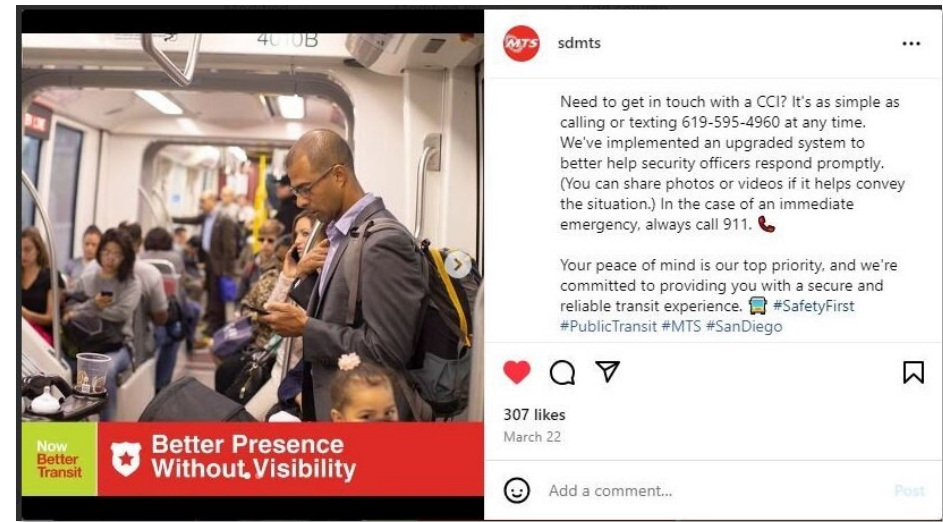 4010B
MTS
sdmts
Need to get in touch with a CCI? It's as simple as
calling or texting 619-595-4960 at any time.
We've implemented an upgraded system to
better help security officers respond promptly.
(You can share photos or videos if it helps convey
the situation.) In the case of an immediate
emergency, always call 911. 📞
Your peace of mind is our top priority, and we're
committed to providing you with a secure and
reliable transit experience. 🚍 #SafetyFirst
#PublicTransit #MTS #SanDiego
307 likes
March 22
Add a comment...
Post
Now
Better
Transit
Better Presence
Without Visibility